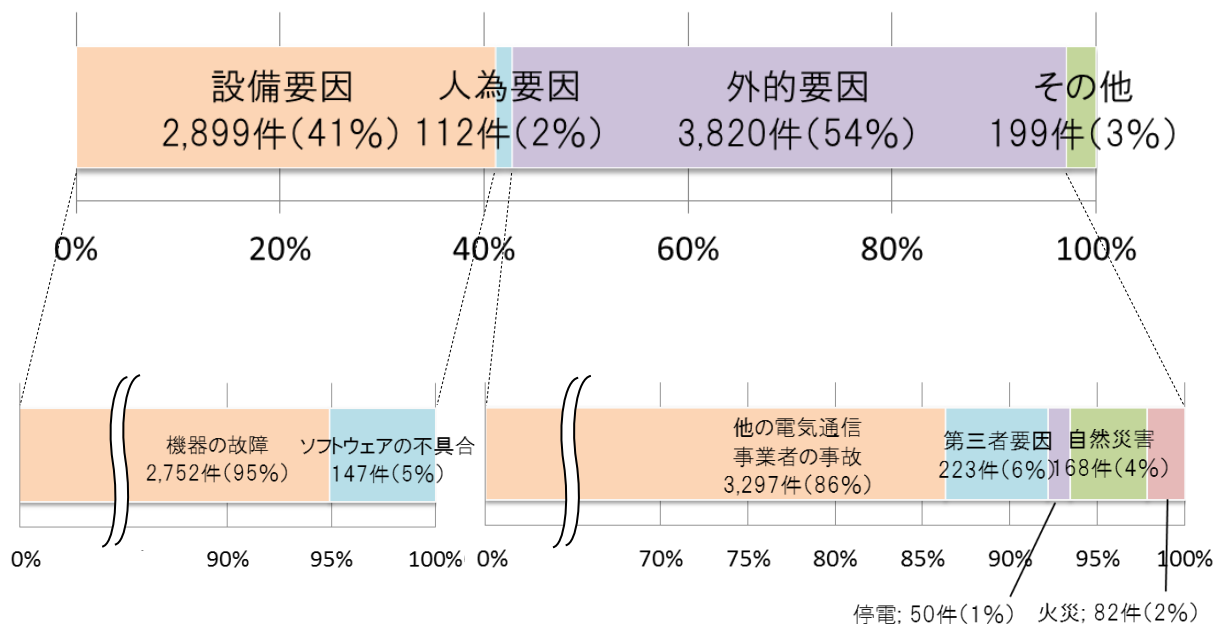 設備要因
2,899件(41%)
人為要因
112件(2%)
外的要因
3,820件(54%)
その他
199件(3%)
0%
20%
40%
60%
80%
100%
機器の故障
2,752件(95%)
ソフトウェアの不具合
147件(5%)
0%
90%
95%
100%
他の電気通信
事業者の事故
3,297件(86%)
第三者要因
223件(6%)
自然災害
168件(4%)
0%
70%
75%
80%
85%
90%
95%
100%
停電; 50件(1%)
火災; 82件(2%)